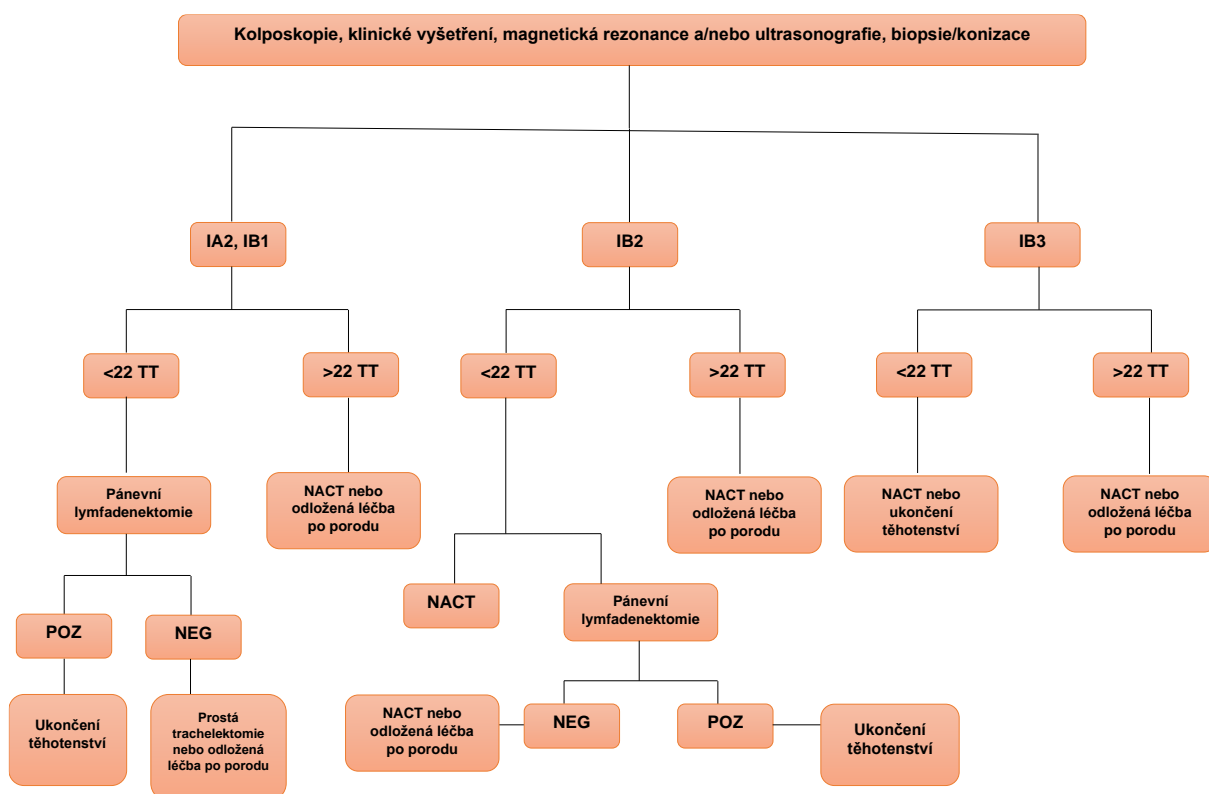 Kolposkopie, klinické vyšetření, magnetická rezonance a/nebo ultrasonografie, biopsie/konizace
IA2, IB1
IB2
IB3
<22 TT
>22 TT
<22 TT
>22 TT
<22 TT
>22 TT
Pánevní
lymfadenektomie
NACT nebo
odložená léčba
po porodu
NACT nebo
odložená léčba
po porodu
NACT nebo
ukončení
těhotenství
NACT nebo
odložená léčba
po porodu
NACT
Pánevní
lymfadenektomie
POZ
NEG
Ukončení
těhotenství
Prostá
trachelektomie
nebo odložená
léčba po porodu
NACT nebo
odložená léčba
po porodu
NEG
POZ
Ukončení
těhotenství